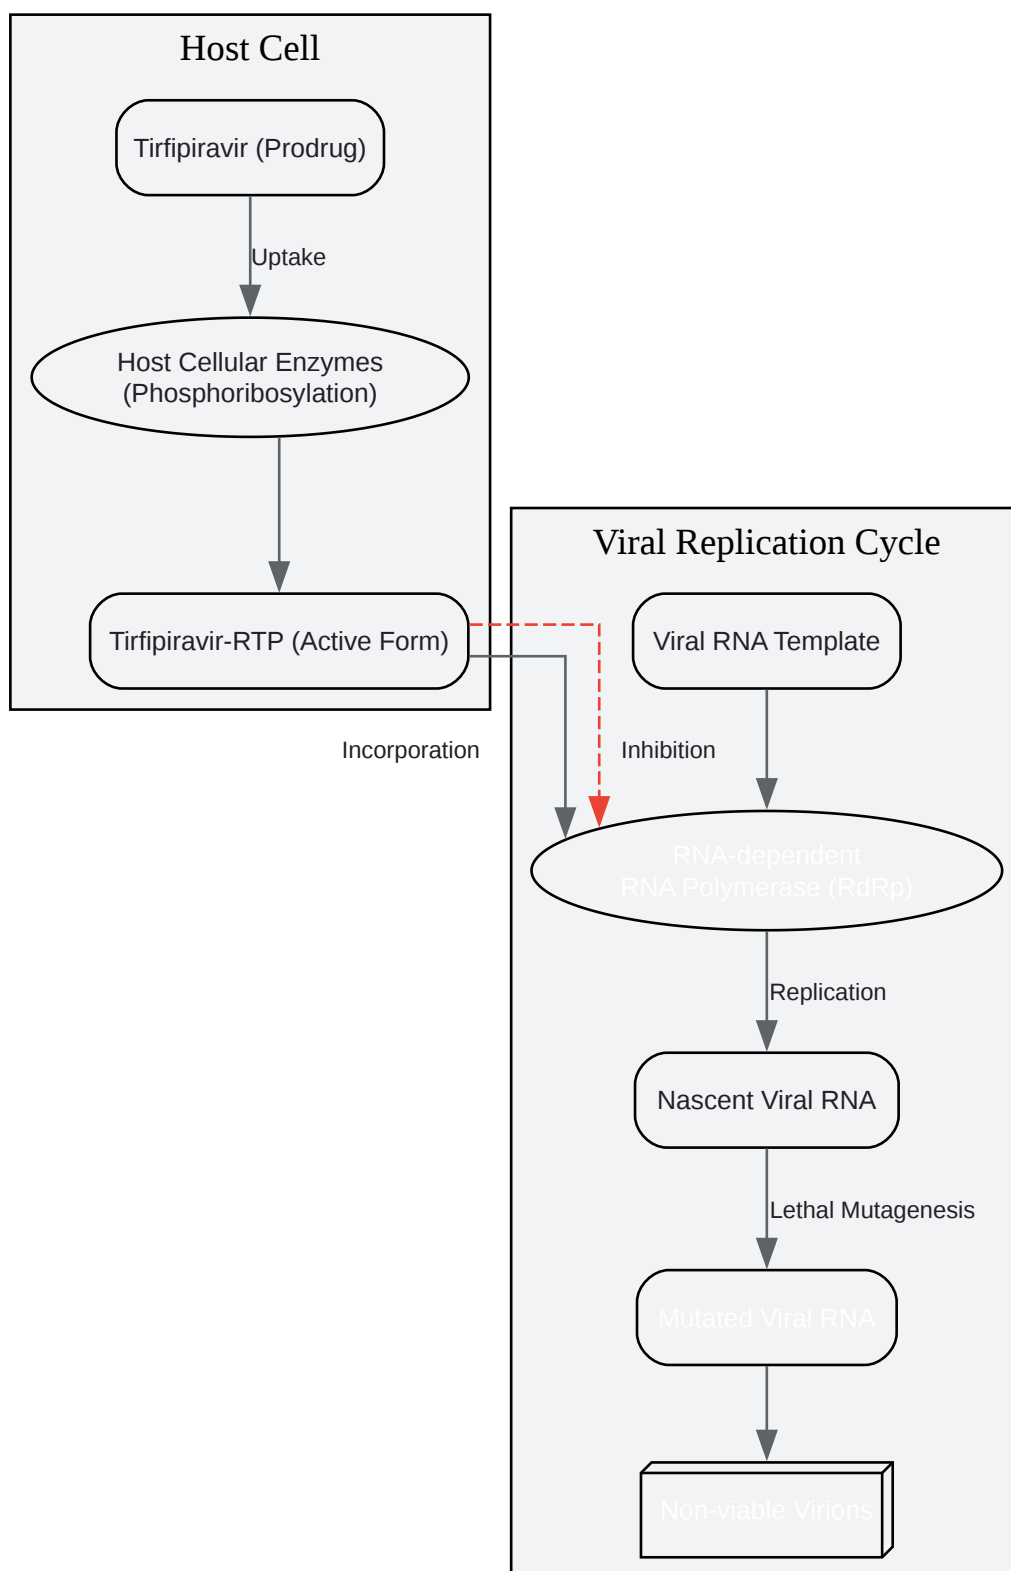 Host Cell
Tirfipiravir (Prodrug)
Uptake
Host Cellular Enzymes
(Phosphoribosylation)
Tirfipiravir-RTP (Active Form)
Viral Replication Cycle
Viral RNA Template
Incorporation
Inhibition
RNA-dependent
RNA Polymerase (RdRp)
Replication
Nascent Viral RNA
Lethal Mutagenesis
Mutated Viral RNA
Non-viable Virions